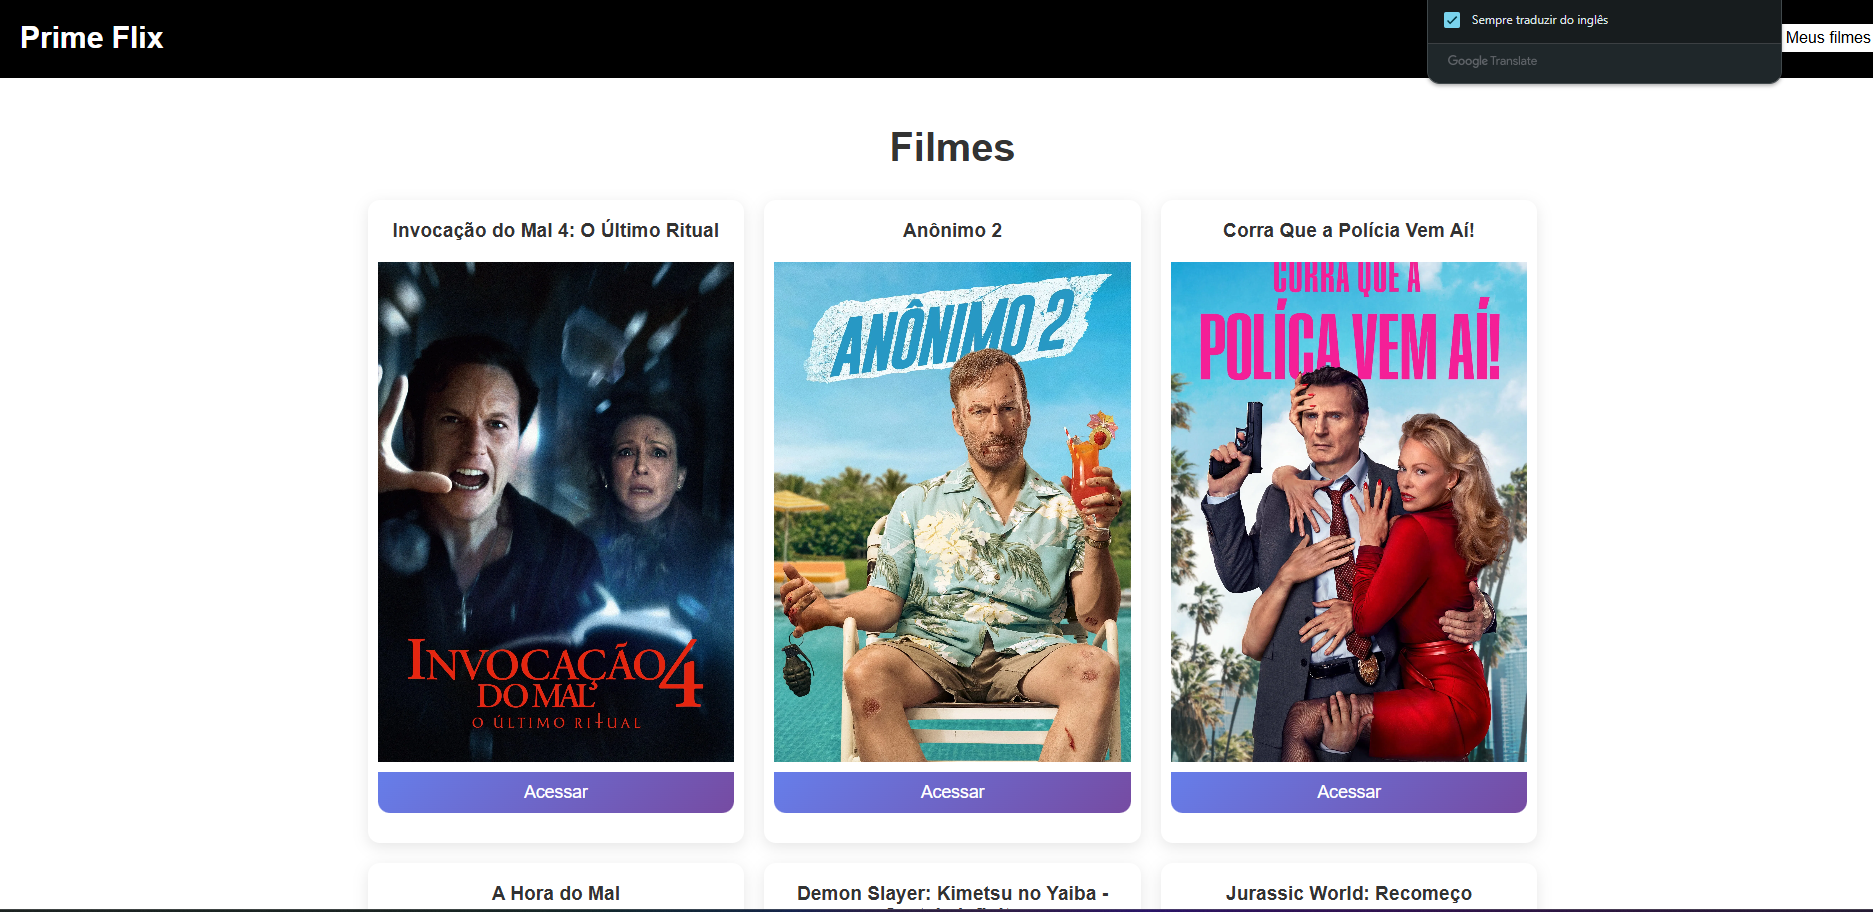 Prime Flix
Sempre traduzir do inglês
Google Translate
Meus filmes
Filmes
Invocação do Mal 4: O Último Ritual
Anônimo 2
Corra Que a Polícia Vem Aí!
INVOCAÇÃO 4
DO MAL
O ÚLTIMO RITUAL
ANÔNIMO 2
CORRA QUE A
POLÍCA VEM AÍ!
Acessar
Acessar
Acessar
A Hora do Mal
Demon Slayer: Kimetsu no Yaiba -
Jurassic World: Recomeço